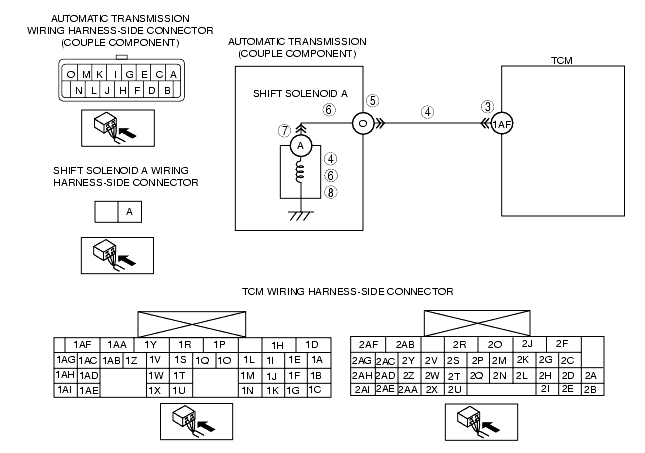 AUTOMATIC TRANSMISSION
WIRING HARNESS-SIDE CONNECTOR
(COUPLE COMPONENT)
O M K I G E C A
N L J H F D B
SHIFT SOLENOID A WIRING
HARNESS-SIDE CONNECTOR
A
AUTOMATIC TRANSMISSION
(COUPLE COMPONENT)
SHIFT SOLENOID A
6
5
O
4
3
1AF
TCM
7
A
4
6
8
TCM WIRING HARNESS-SIDE CONNECTOR
1AF 1AA 1Y 1R 1P 1H 1D
1AG 1AC 1AB 1Z 1V 1S 1Q 1O 1L 1I 1E 1A
1AH 1AD 1W 1T 1M 1J 1F 1B
1AI 1AE 1X 1U 1N 1K 1G 1C
2AF 2AB 2R 2O 2J 2F
2AG 2AC 2Y 2V 2S 2P 2M 2K 2G 2C
2AH 2AD 2Z 2W 2T 2Q 2N 2L 2H 2D 2A
2AI 2AE 2AA 2X 2U 2I 2E 2B